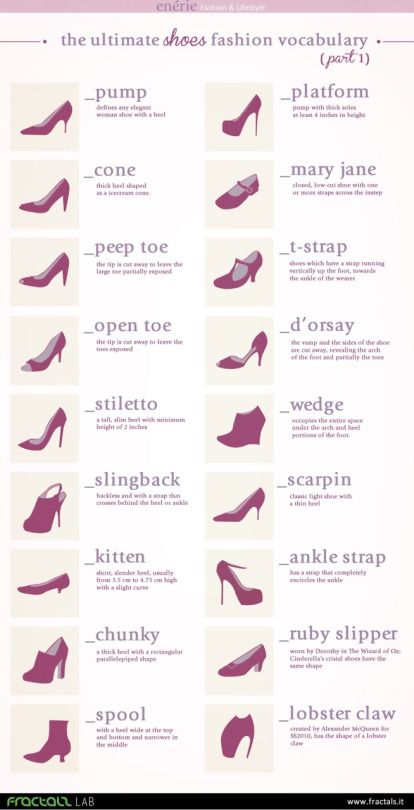 enérie Fashion & Lifestyle
the ultimate shoes fashion vocabulary
(part 1)
_pump
defines any elegant
woman shoe with a heel
_platform
pump with thick soles
at least 4 inches in height
_cone
thick heel shaped
as a icecream cone.
_mary jane
closed, low-cut shoe with one
or more straps across the instep
_peep toe
the tip is cut away to leave the
large toe partially exposed
_t-strap
shoes which have a strap running
vertically up the foot, towards
the ankle of the wearer
_open toe
the tip is cut away to leave the
toes exposed
_d'orsay
the vamp and the sides of the shoe
are cut away, revealing the arch
of the foot and partially the toes
_stiletto
a tall, slim heel with minimum
height of 2 inches
_wedge
occupies the entire space
under the arch and heel
portions of the foot.
_slingback
backless and with a strap that
crosses behind the heel or ankle
_scarpin
classic light shoe with
a thin heel
_kitten
short, slender heel, usually
from 3.5 cm to 4.75 cm high
with a slight curve
_ankle strap
has a strap that completely
encircles the ankle
_chunky
a thick heel with a rectangular
parallelepiped shape
_ruby slipper
worn by Dorothy in The Wizard of Oz;
Cinderella's cristal shoes have the
same shape
_spool
with a heel wide at the top
and bottom and narrower in
the middle
_lobster claw
created by Alexander McQueen for
SS2010, has the shape of a lobster
claw
Fractals LAB
www.fractals.it